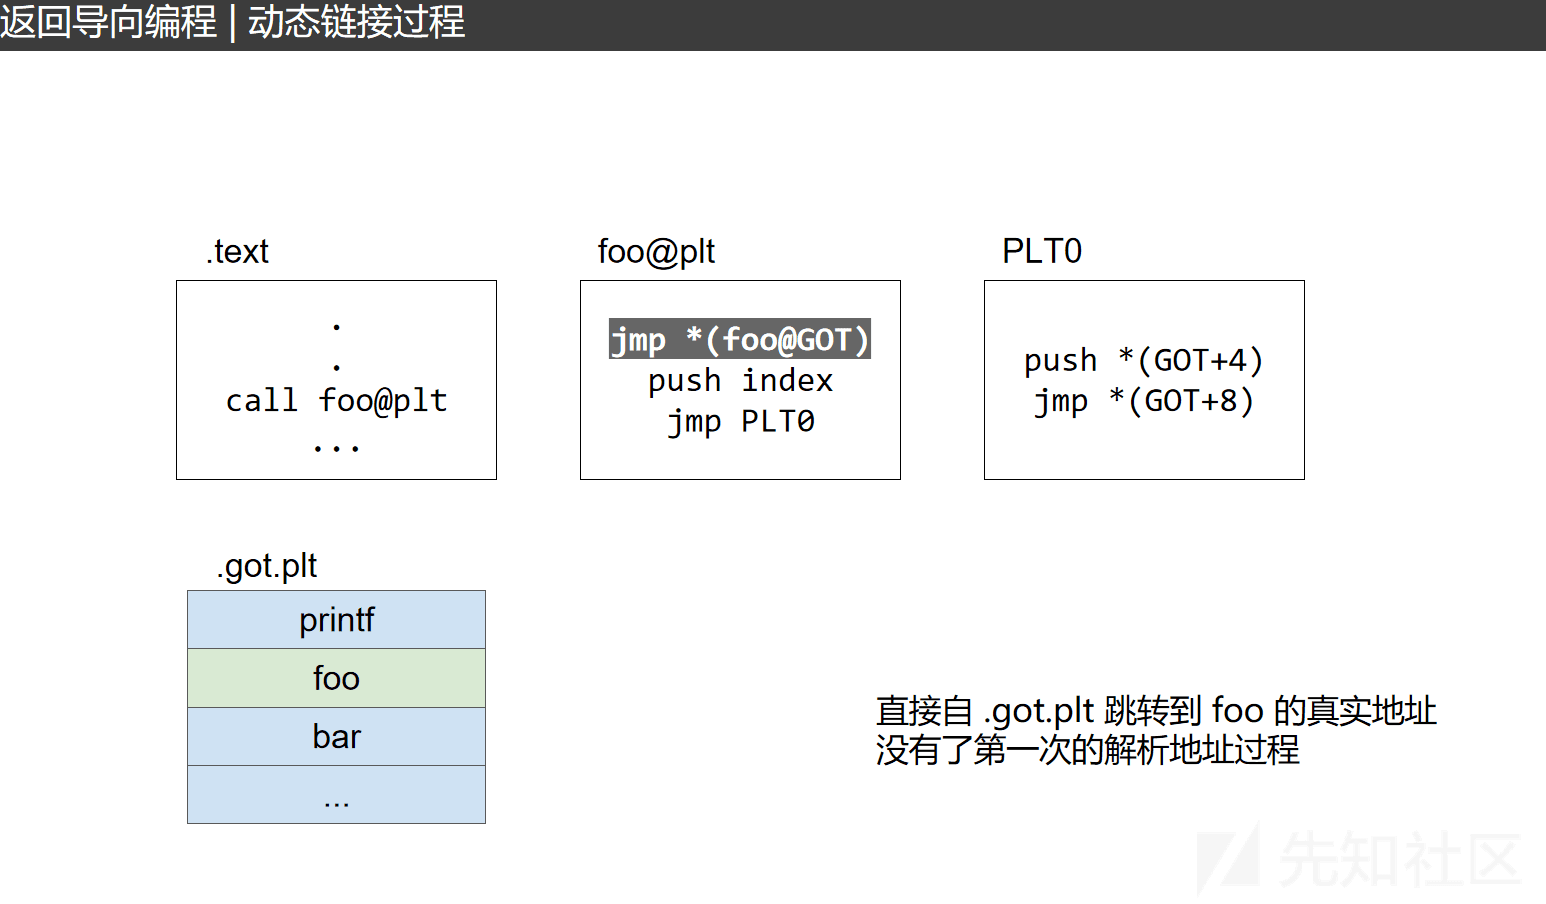 返回导向编程 | 动态链接过程
.text
.
.
call foo@plt
...
foo@plt
jmp *(foo@GOT)
push index
jmp PLT0
PLT0
push *(GOT+4)
jmp *(GOT+8)
.got.plt
printf
foo
bar
...
直接自 .got.plt 跳转到 foo 的真实地址
没有了第一次的解析地址过程
先知社区